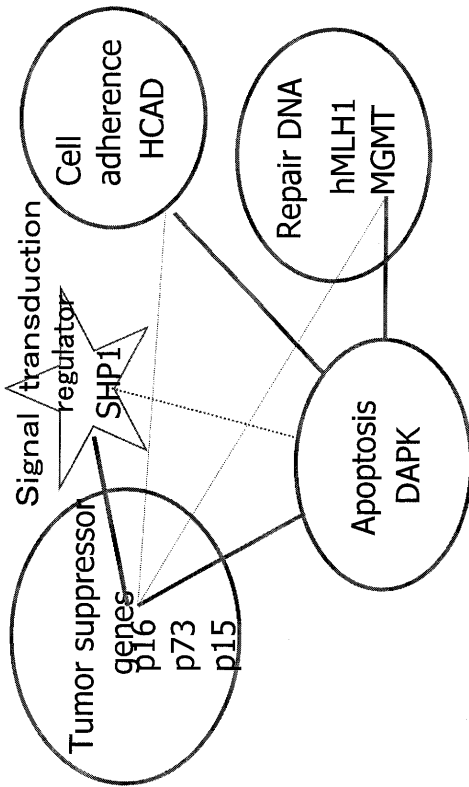 Signal transduction
regulator
SHP1
Tumor suppressor
genes
p16
p73
p15
Cell
adherence
HCAD
Apoptosis
DAPK
Repair DNA
hMLH1
MGMT